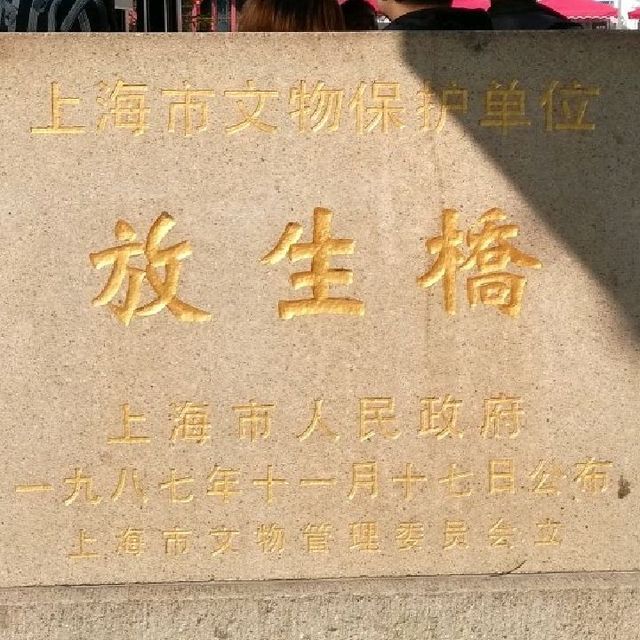 上海市文物保护单位
放生橋
上海市人民政府
一九八七年十一月十七日公布
上海市文物管理委员会立